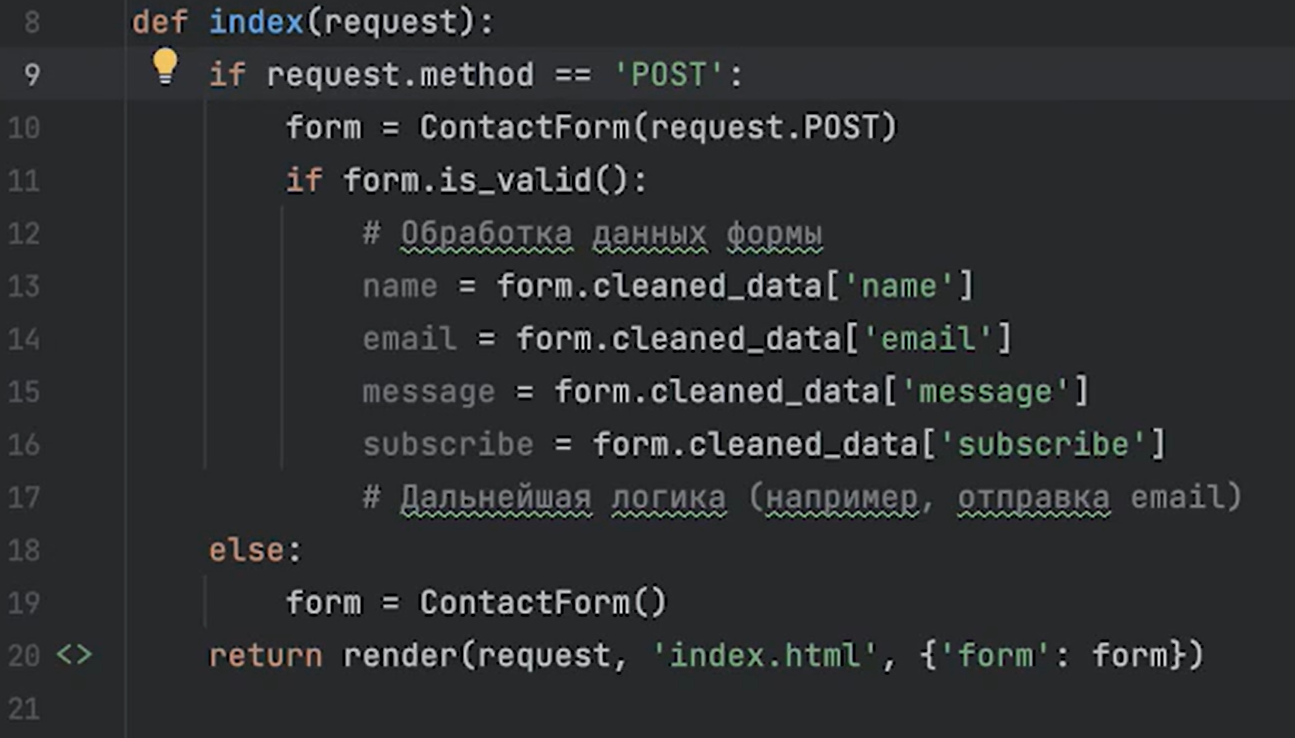 8 def index(request):
9 if request.method == 'POST':
10 form = ContactForm(request.POST)
11 if form.is_valid():
12 # Обработка данных формы
13 name = form.cleaned_data['name']
14 email = form.cleaned_data['email']
15 message = form.cleaned_data['message']
16 subscribe = form.cleaned_data['subscribe']
17 # Дальнейшая логика (например, отправка email)
18 else:
19 form = ContactForm()
20 <> return render(request, 'index.html', {'form': form})
21